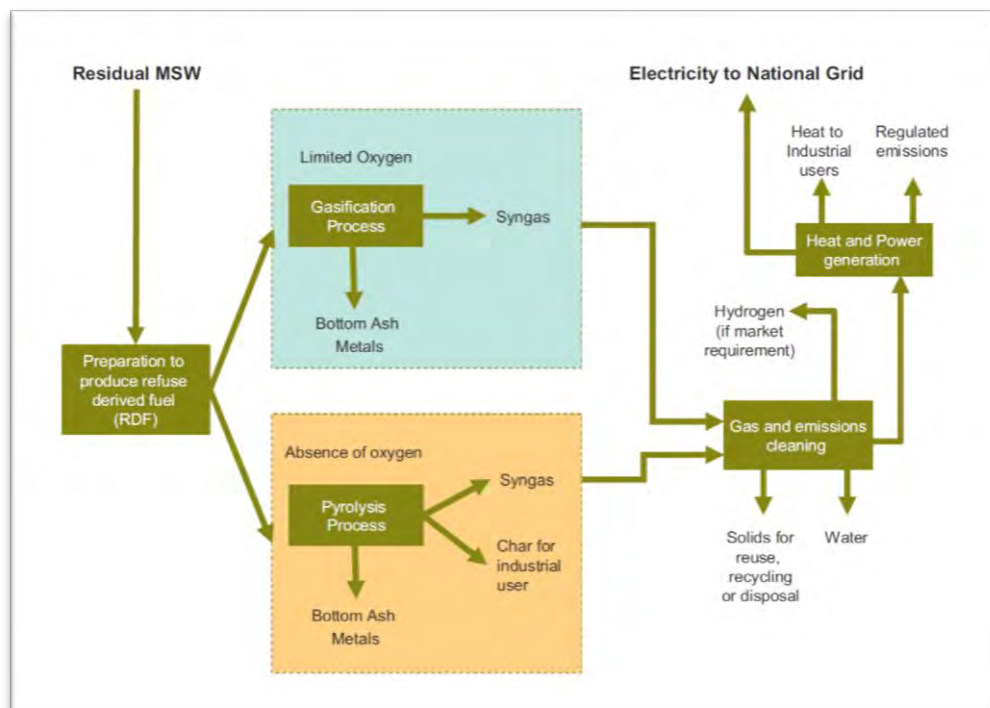 Residual MSW
Electricity to National Grid
Heat to
Industrial
users
Regulated
emissions
Limited Oxygen
Gasification
Process
Syngas
Heat and Power
generation
Bottom Ash
Metals
Hydrogen
(if market
requirement)
Preparation to
produce refuse
derived fuel
(RDF)
Gas and emissions
cleaning
Absence of oxygen
Pyrolysis
Process
Syngas
Char for
industrial
user
Solids for
reuse,
recycling
or disposal
Water
Bottom Ash
Metals